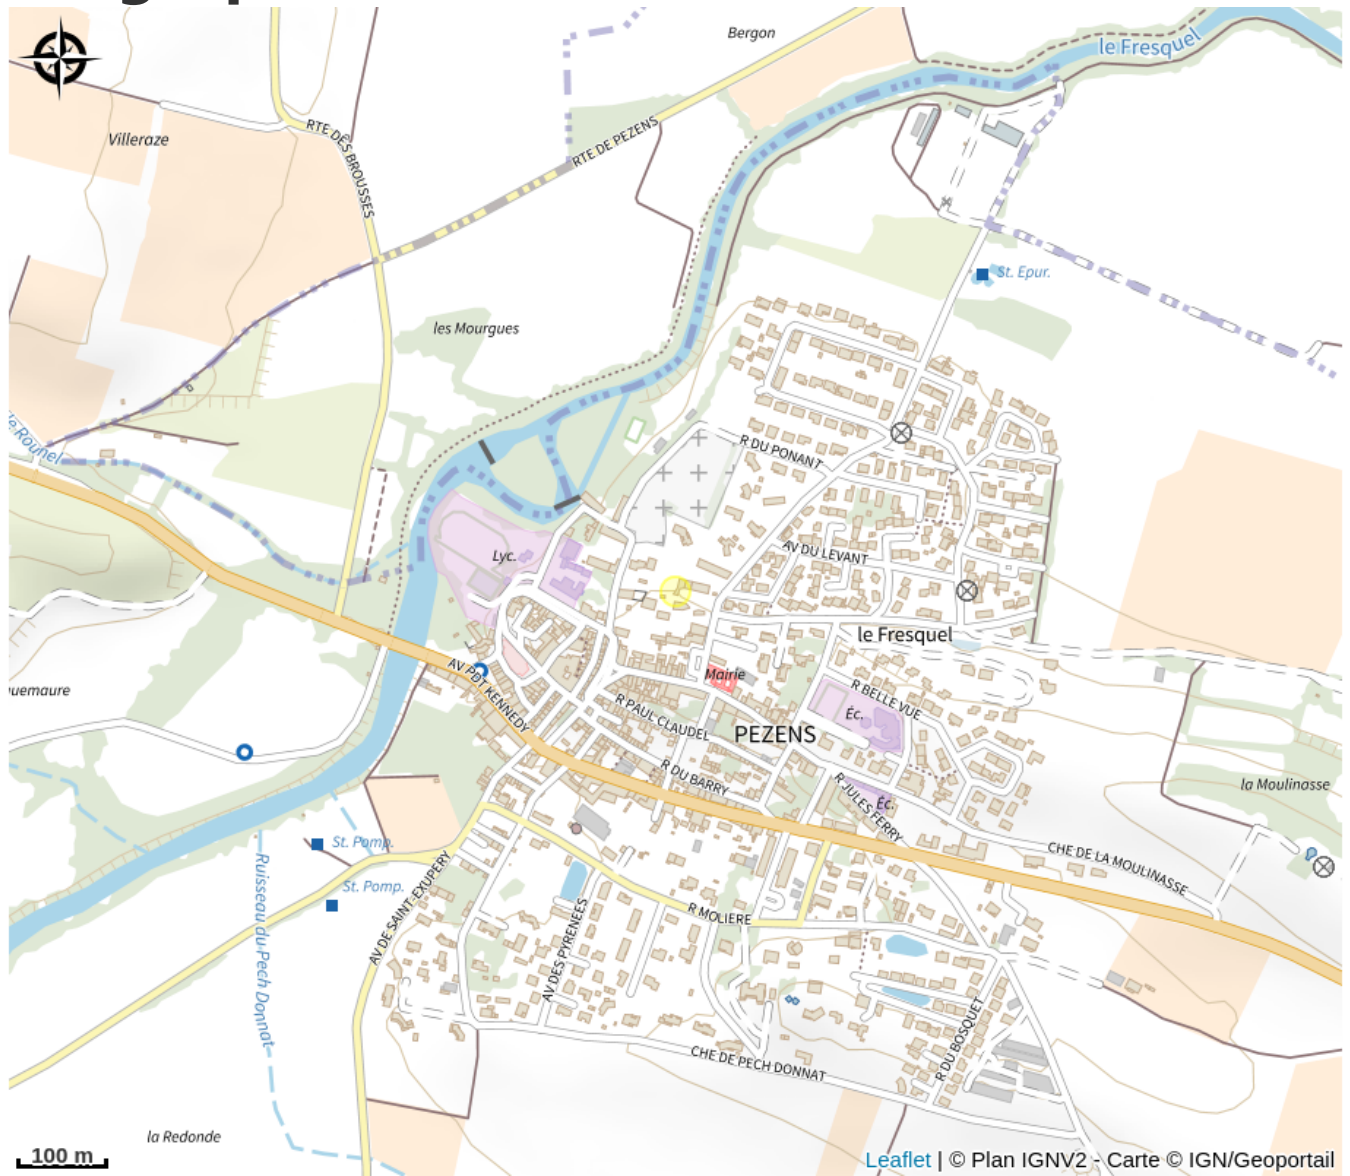 Bergon
le Fresquel
Villeraze
RTE DES BROUSSES
RTE DE PEZENS
St. Epur.
les Mourgues
R DU PONANT
AV DU LEVANT
Lyc.
le Fresquel
AV PDT KENNEDY
Mairie
R BELLE VUE
uemaure
R PAUL CLAUDEL
Éc.
PEZENS
R DU BARRY
R JULES FERRY
Éc.
la Moulinasse
St. Pomp.
CHE DE LA MOULINASSE
St. Pomp.
AV DE SAINT-EXUPÉRY
Ruisseau du Pech Donnat
R MOLIERE
AV DES PYRENEES
R DU BOSQUET
CHE DE PECH DONNAT
la Redonde
100 m
Leaflet | © Plan IGNV2 - Carte © IGN/Geoportail